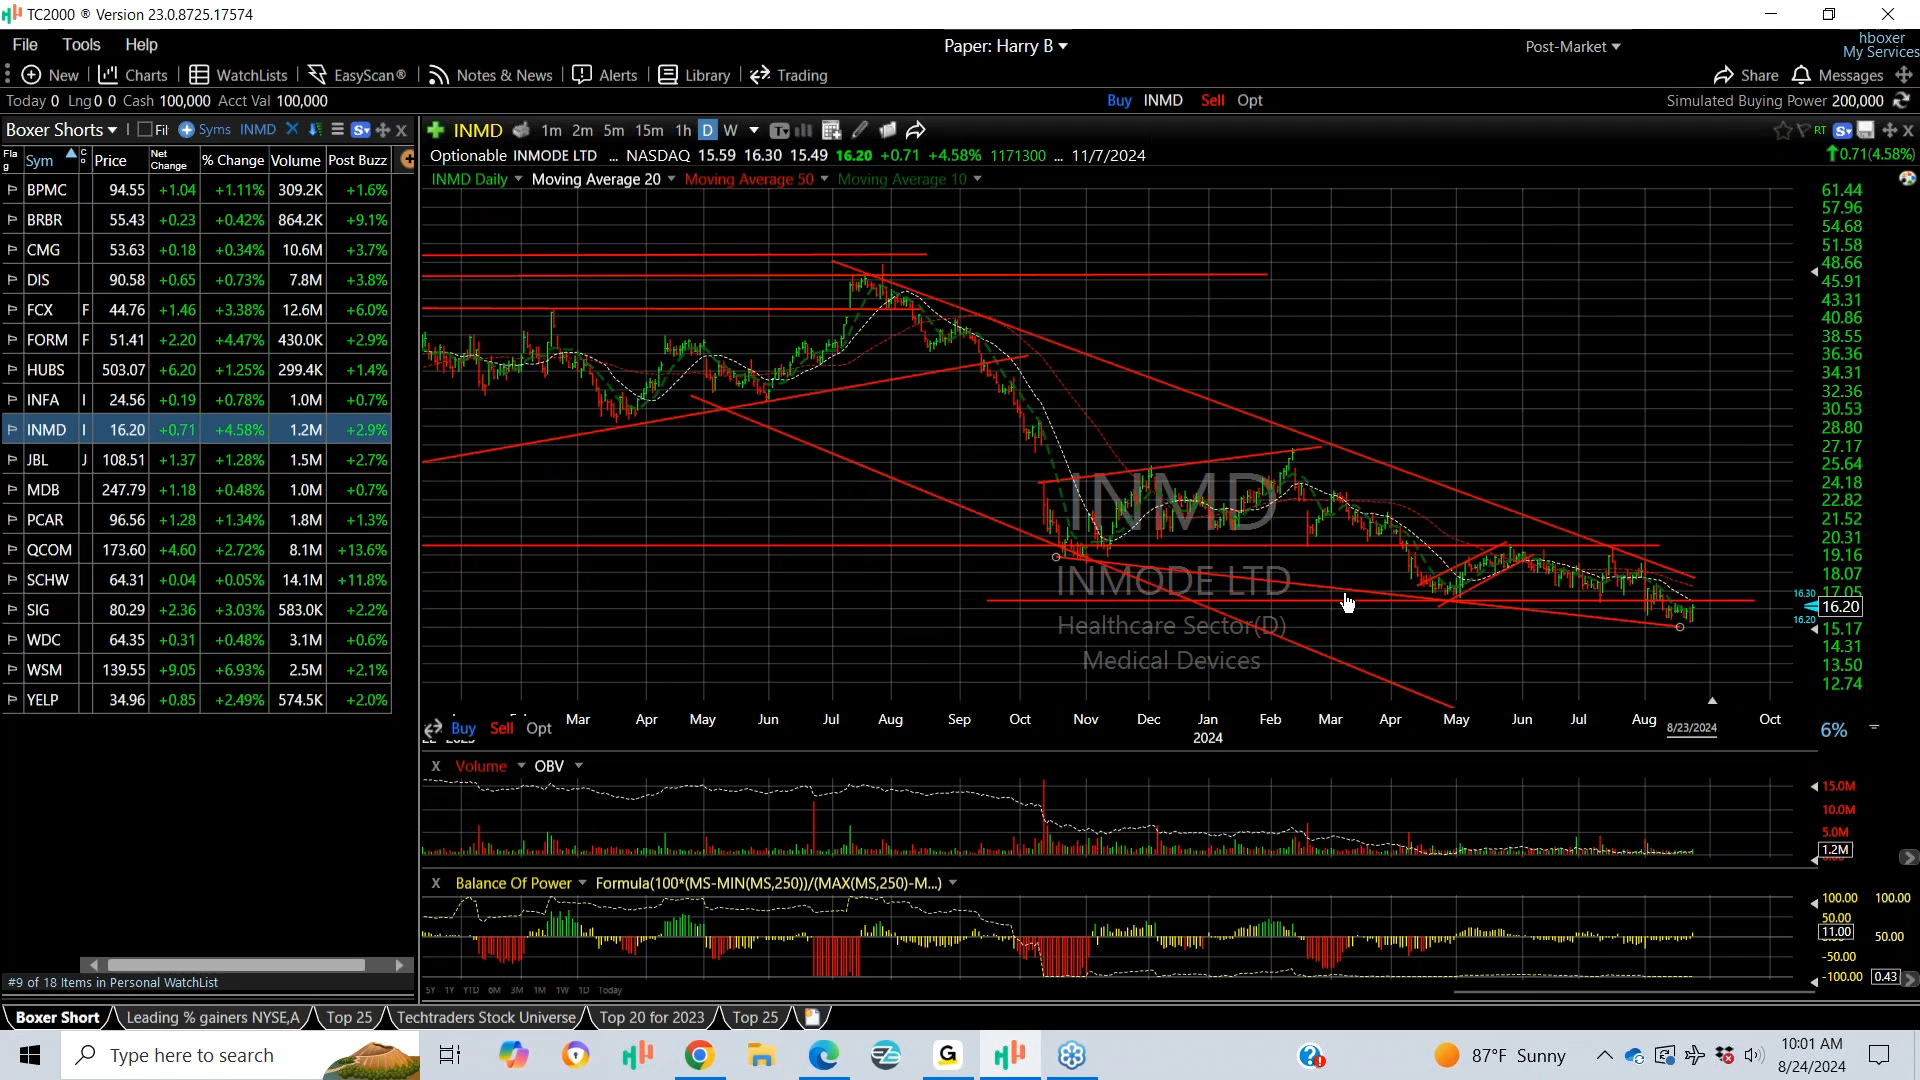 TC2000 ® Version 23.0.8725.17574
File Tools Help
Paper: Harry B
Post-Market
hboxer
My Services
New Charts WatchLists EasyScan® Notes & News Alerts Library Trading
Share Messages
Today 0 Lng 0 0 Cash 100,000 Acct Val 100,000
Buy INMD Sell Opt
Simulated Buying Power 200,000
Boxer Shorts Fil Syms INMD
INMD 1m 2m 5m 15m 1h D W
RT
Optionable INMODE LTD ... NASDAQ 15.59 16.30 15.49 16.20 +0.71 +4.58% 1171300 ... 11/7/2024
0.71(4.58%)
INMD Daily Moving Average 20 Moving Average 50 Moving Average 10
Flag Sym Co Price Net Change % Change Volume Post Buzz
BPMC 94.55 +1.04 +1.11% 309.2K +1.6%
BRBR 55.43 +0.23 +0.42% 864.2K +9.1%
CMG 53.63 +0.18 +0.34% 10.6M +3.7%
DIS 90.58 +0.65 +0.73% 7.8M +3.8%
FCX F 44.76 +1.46 +3.38% 12.6M +6.0%
FORM F 51.41 +2.20 +4.47% 430.0K +2.9%
HUBS 503.07 +6.20 +1.25% 299.4K +1.4%
INFA I 24.56 +0.19 +0.78% 1.0M +0.7%
INMD I 16.20 +0.71 +4.58% 1.2M +2.9%
JBL J 108.51 +1.37 +1.28% 1.5M +2.7%
MDB 247.79 +1.18 +0.48% 1.0M +0.7%
PCAR 96.56 +1.28 +1.34% 1.8M +1.3%
QCOM 173.60 +4.60 +2.72% 8.1M +13.6%
SCHW 64.31 +0.04 +0.05% 14.1M +11.8%
SIG 80.29 +2.36 +3.03% 583.0K +2.2%
WDC 64.35 +0.31 +0.48% 3.1M +0.6%
WSM 139.55 +9.05 +6.93% 2.5M +2.1%
YELP 34.96 +0.85 +2.49% 574.5K +2.0%
#9 of 18 Items in Personal WatchList
INMD
INMODE LTD
Healthcare Sector(D)
Medical Devices
61.44
57.96
54.68
51.58
48.66
45.91
43.31
40.86
38.55
36.36
34.31
32.36
30.53
28.80
27.17
25.64
24.18
22.82
21.52
20.31
19.16
18.07
17.05
16.30
16.20
16.20
15.17
14.31
13.50
12.74
Mar Apr May Jun Jul Aug Sep Oct Nov Dec Jan Feb Mar Apr May Jun Jul Aug 8/23/2024 Oct
2024
6%
Buy Sell Opt
X Volume OBV
15.0M
10.0M
5.0M
1.2M
X Balance Of Power Formula(100*(MS-MIN(MS,250))/(MAX(MS,250)-M...)
100.00 100.00
50.00
11.00 50.00
-50.00
-100.00 0.43
5Y 1Y YTD 6M 3M 1M 1W 1D Today
Boxer Short Leading % gainers NYSE,A Top 25 Techtraders Stock Universe Top 20 for 2023 Top 25
Type here to search
87°F Sunny
10:01 AM
8/24/2024